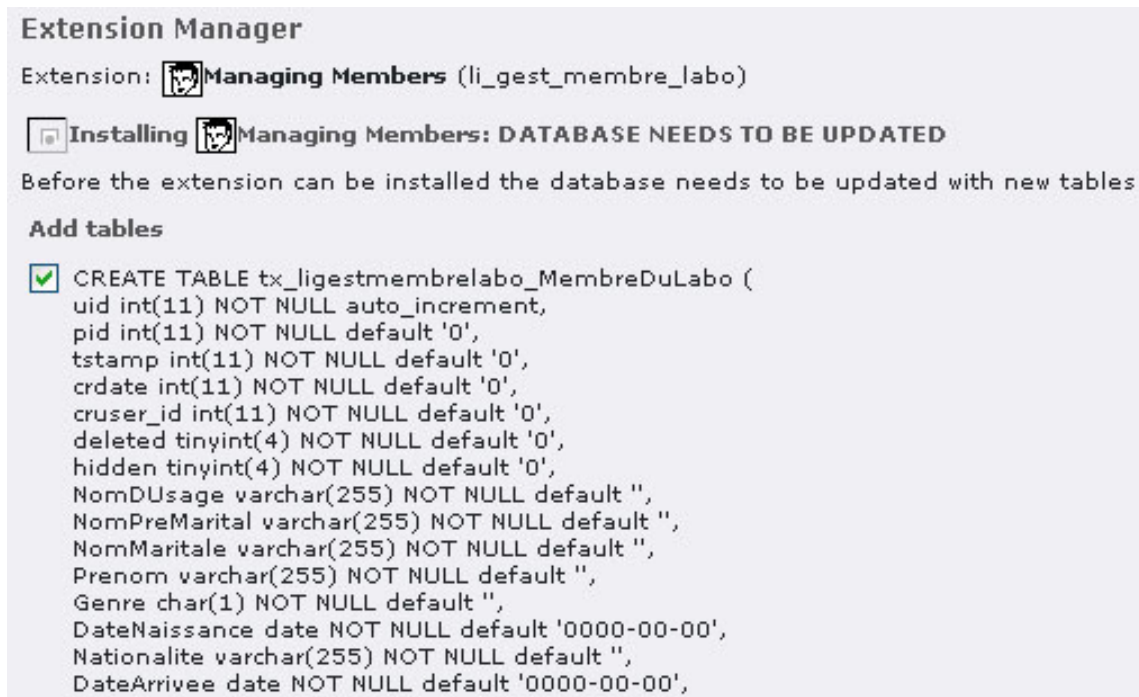 Extension Manager
Extension: Managing Members (li_gest_membre_labo)
Installing Managing Members: DATABASE NEEDS TO BE UPDATED
Before the extension can be installed the database needs to be updated with new tables
Add tables
CREATE TABLE tx_ligestmembrelabo_MembreDuLabo (
uid int(11) NOT NULL auto_increment,
pid int(11) NOT NULL default '0',
tstamp int(11) NOT NULL default '0',
crdate int(11) NOT NULL default '0',
cruser_id int(11) NOT NULL default '0',
deleted tinyint(4) NOT NULL default '0',
hidden tinyint(4) NOT NULL default '0',
NomDUsage varchar(255) NOT NULL default '',
NomPreMarital varchar(255) NOT NULL default '',
NomMaritale varchar(255) NOT NULL default '',
Prenom varchar(255) NOT NULL default '',
Genre char(1) NOT NULL default '',
DateNaissance date NOT NULL default '0000-00-00',
Nationalite varchar(255) NOT NULL default '',
DateArrivee date NOT NULL default '0000-00-00',